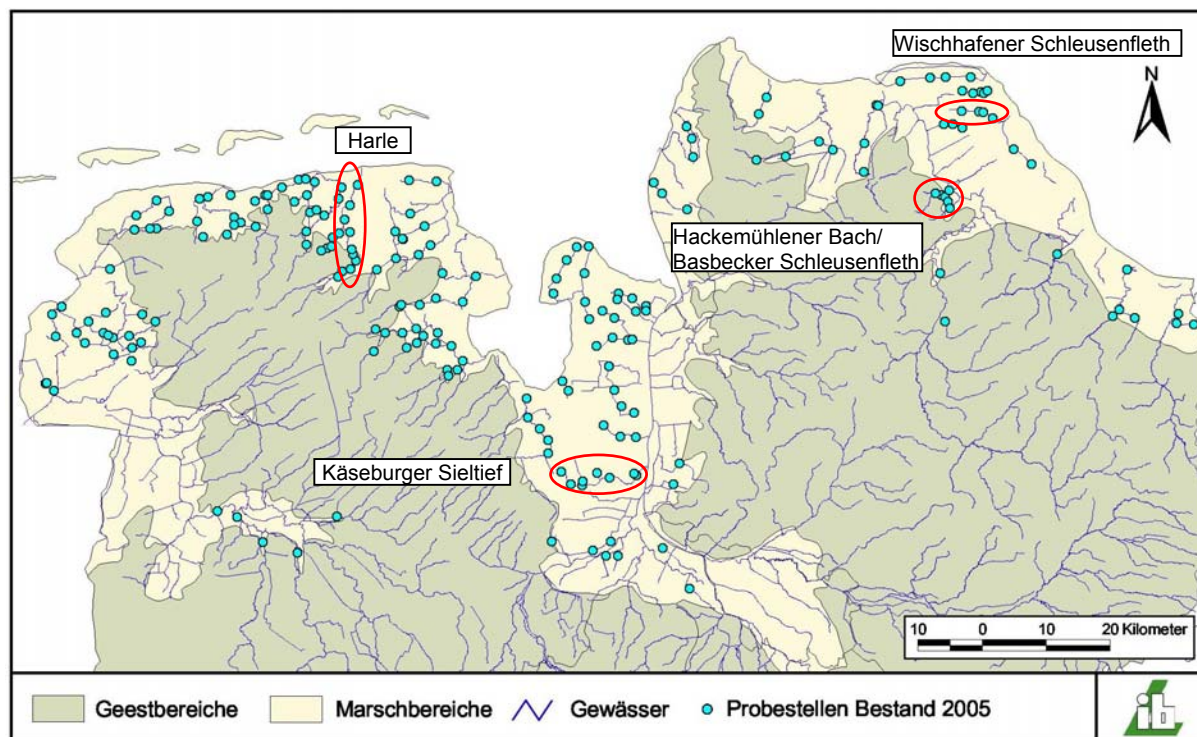 Wischhafener Schleusenfleth
N
Harle
Hackemühlener Bach/
Basbecker Schleusenfleth
Käseburger Sieltief
10 0 10 20 Kilometer
Geestbereiche Marschbereiche Gewässer Probestellen Bestand 2005
ib